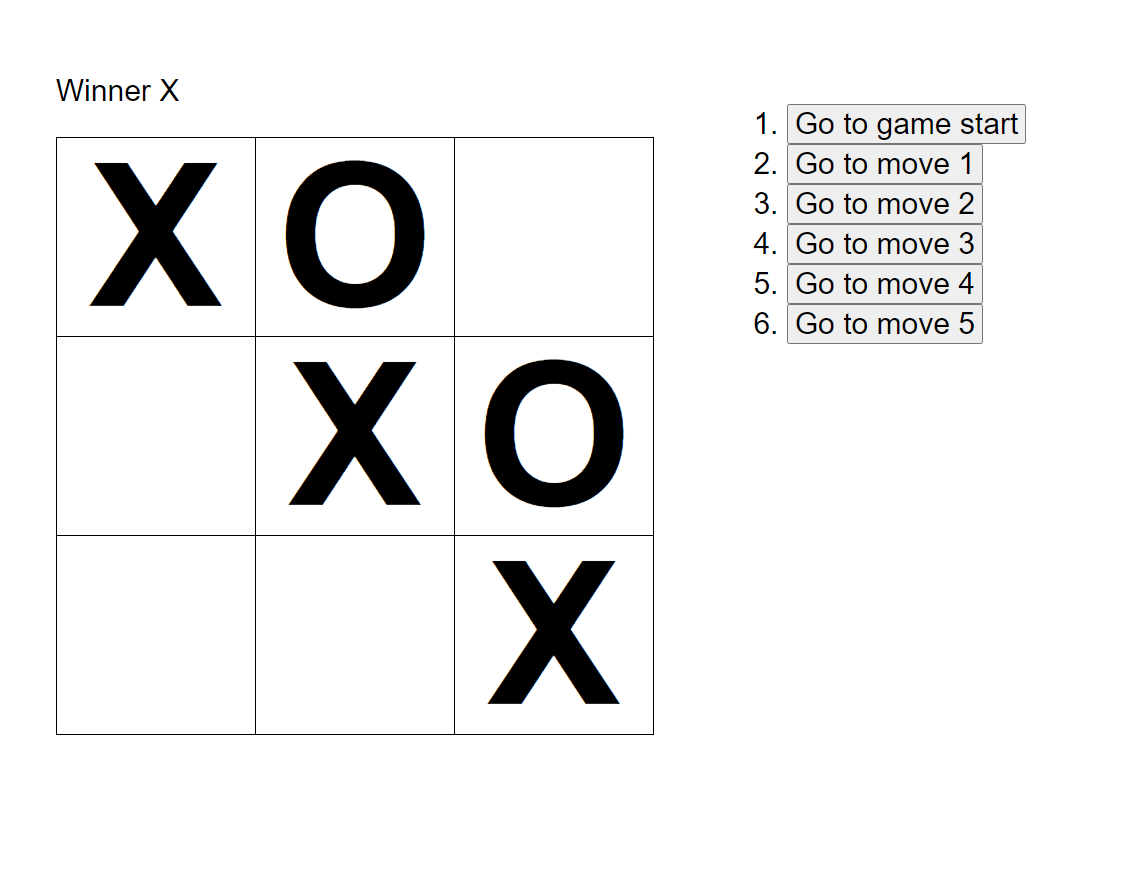 Winner X
X O
X O
X
1. Go to game start
2. Go to move 1
3. Go to move 2
4. Go to move 3
5. Go to move 4
6. Go to move 5